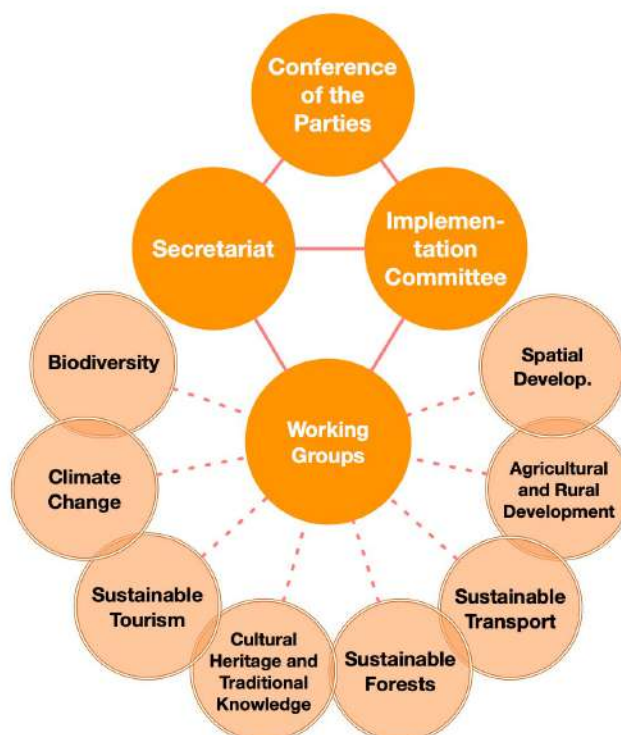 Conference
of the
Parties
Secretariat
Implemen-
tation
Committee
Biodiversity
Spatial
Develop.
Working
Groups
Climate
Change
Agricultural
and Rural
Development
Sustainable
Tourism
Sustainable
Transport
Cultural
Heritage and
Traditional
Knowledge
Sustainable
Forests